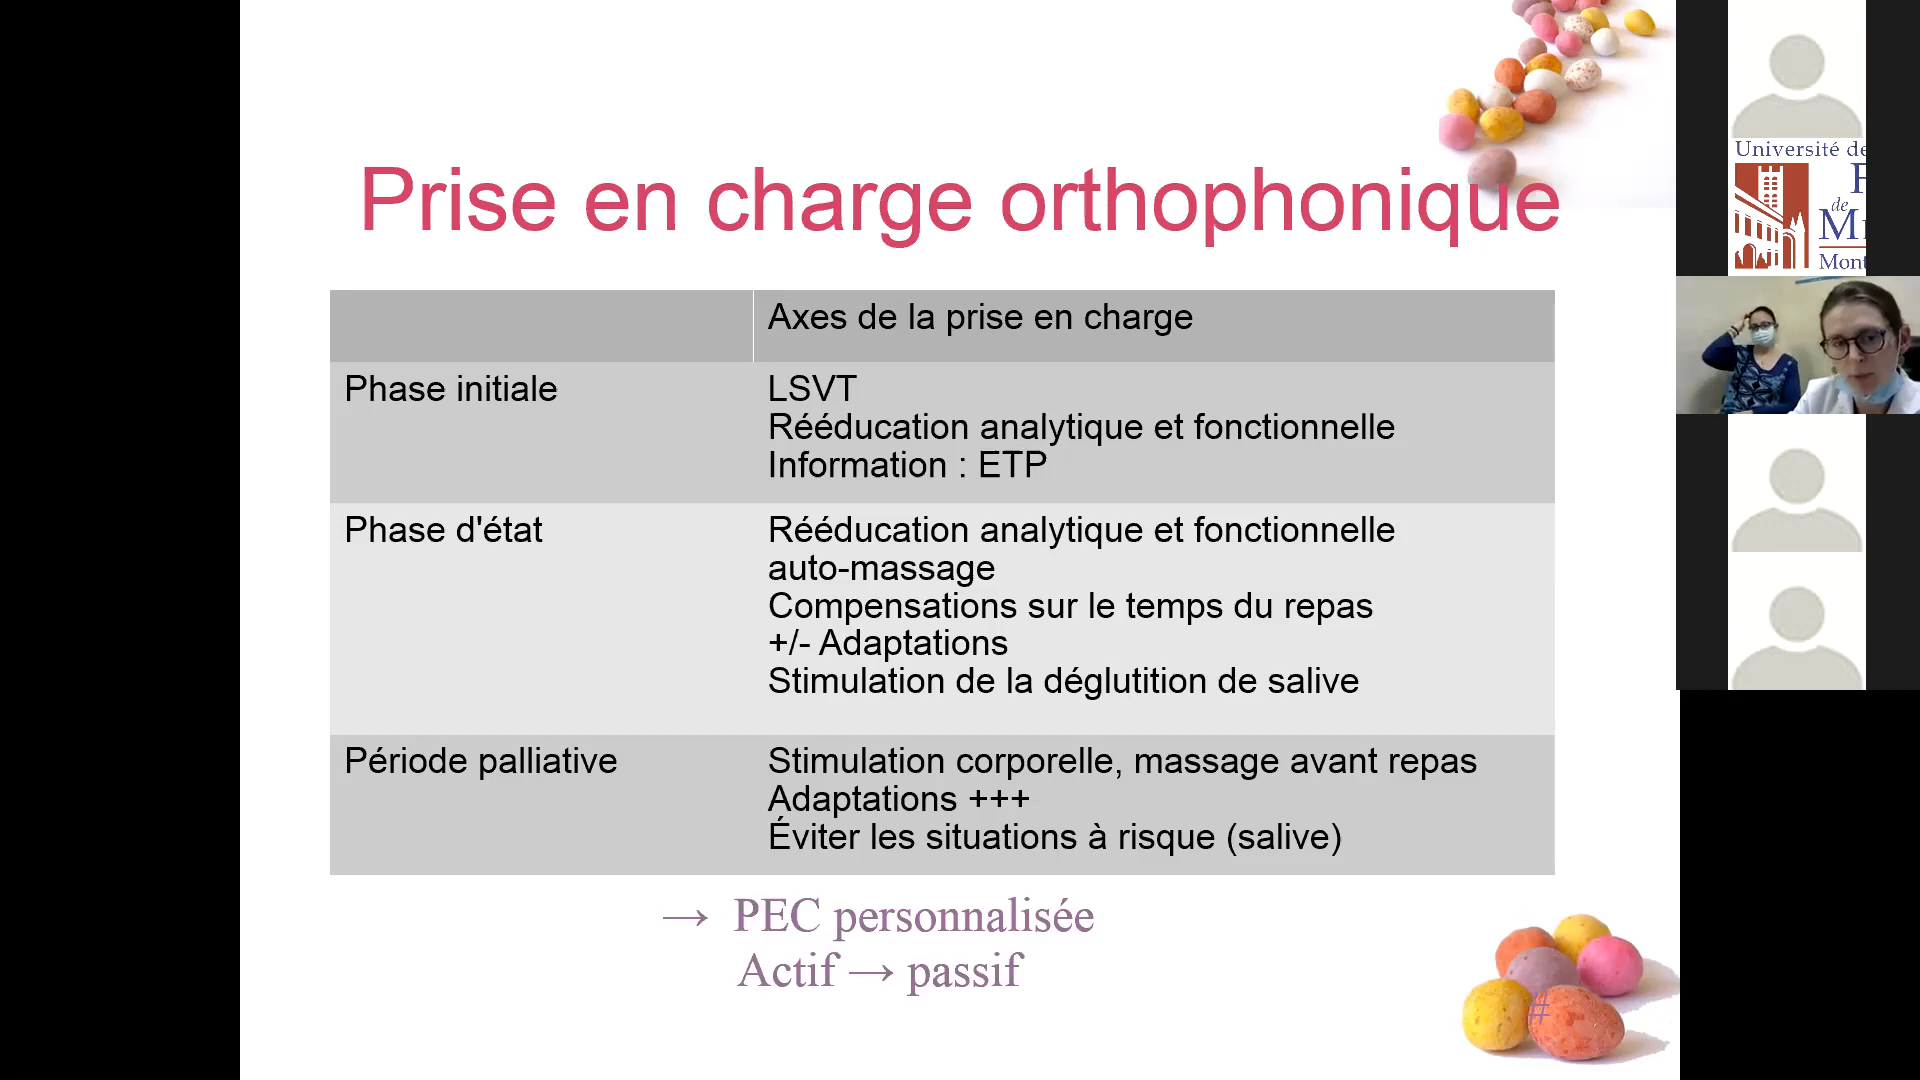 Prise en charge orthophonique
Axes de la prise en charge
Phase initiale
LSVT
Rééducation analytique et fonctionnelle
Information : ETP
Phase d'état
Rééducation analytique et fonctionnelle
auto-massage
Compensations sur le temps du repas
+/- Adaptations
Stimulation de la déglutition de salive
Période palliative
Stimulation corporelle, massage avant repas
Adaptations +++
Éviter les situations à risque (salive)
→ PEC personnalisée
Actif → passif
#
Université de
de